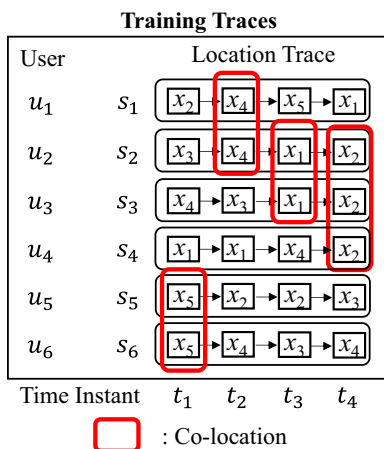 Training Traces
User Location Trace
u₁ s₁ x₂ x₄ x₅ x₁
u₂ s₂ x₃ x₄ x₁ x₂
u₃ s₃ x₄ x₃ x₁ x₂
u₄ s₄ x₁ x₁ x₄ x₂
u₅ s₅ x₅ x₂ x₂ x₃
u₆ s₆ x₅ x₄ x₃ x₄
Time Instant t₁ t₂ t₃ t₄
: Co-location